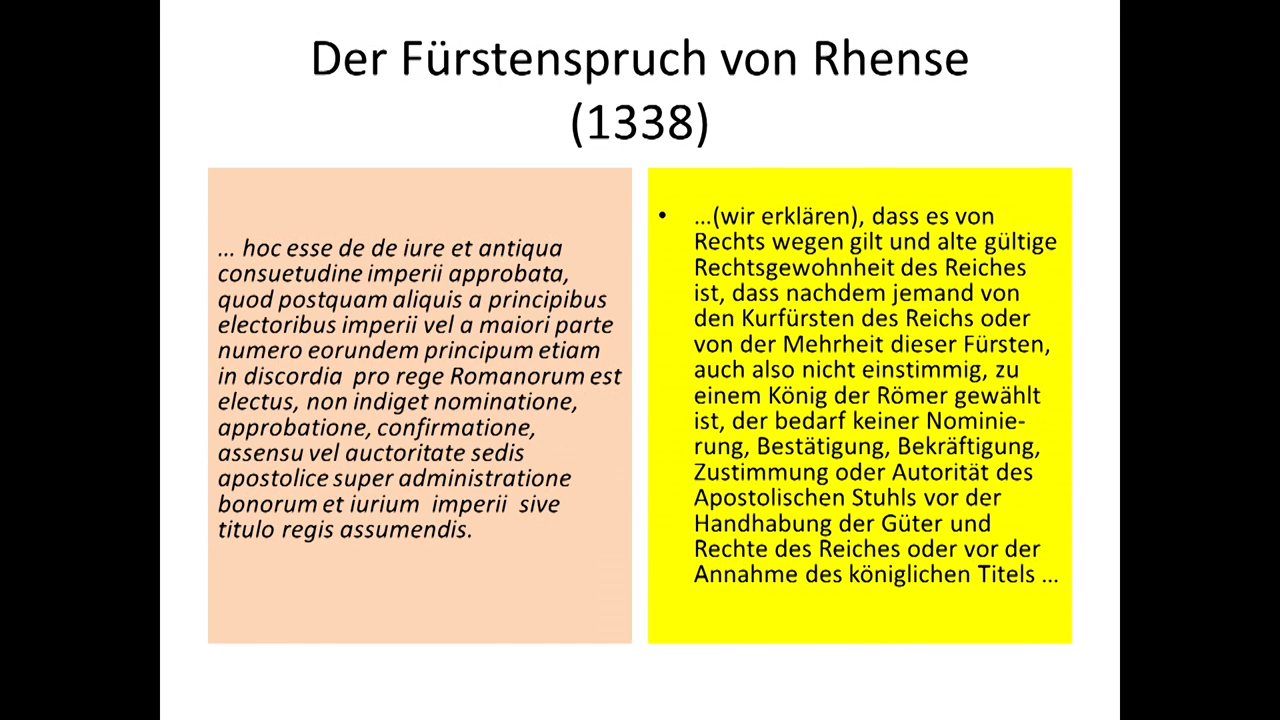 Der Fürstenspruch von Rhense
(1338)
… hoc esse de de iure et antiqua
consuetudine imperii approbata,
quod postquam aliquis a principibus
electoribus imperii vel a maiori parte
numero eorundem principum etiam
in discordia pro rege Romanorum est
electus, non indiget nominatione,
approbatione, confirmatione,
assensu vel auctoritate sedis
apostolice super administratione
bonorum et iurium imperii sive
titulo regis assumendis.
• …(wir erklären), dass es von
Rechts wegen gilt und alte gültige
Rechtsgewohnheit des Reiches
ist, dass nachdem jemand von
den Kurfürsten des Reichs oder
von der Mehrheit dieser Fürsten,
auch also nicht einstimmig, zu
einem König der Römer gewählt
ist, der bedarf keiner Nominie-
rung, Bestätigung, Bekräftigung,
Zustimmung oder Autorität des
Apostolischen Stuhls vor der
Handhabung der Güter und
Rechte des Reiches oder vor der
Annahme des königlichen Titels …